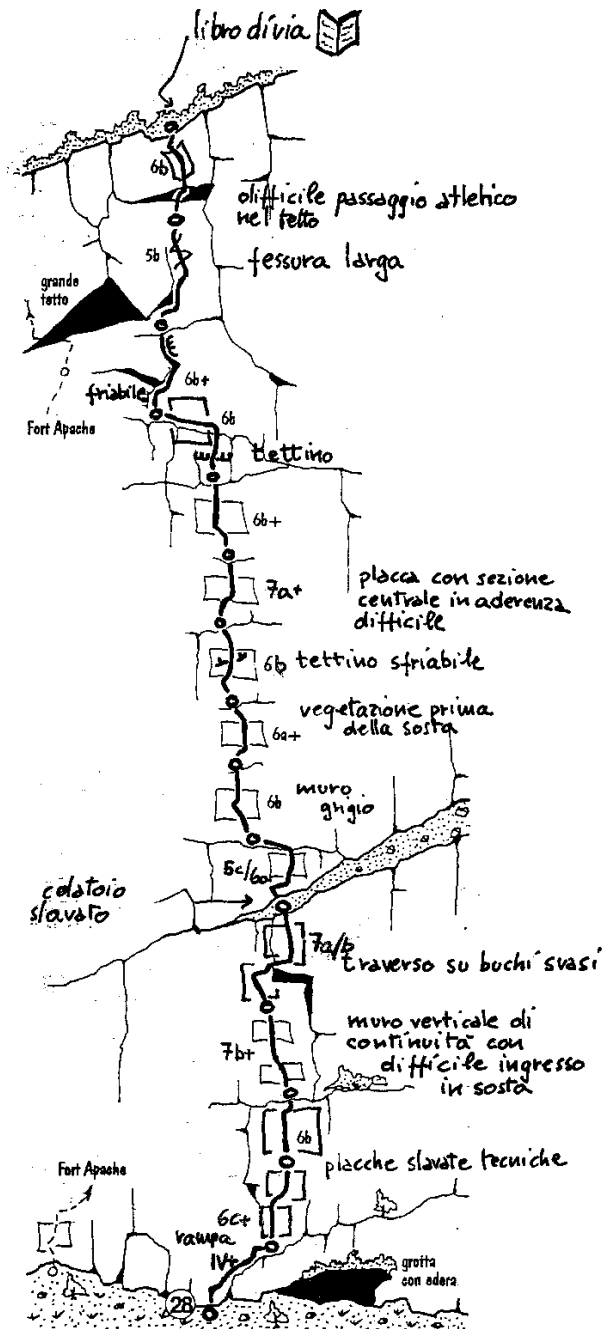 libro di via
6b
difficile passaggio atletico
nel tetto
5b
fessura larga
grande
tetto
friabile
6b+
6b
Fort Apache
tettino
6b+
7a+
placca con sezione
centrale in aderenza
difficile
6b tettino sfriabile
vegetazione prima
della sosta
6a+
muro
grigio
6b
5c/6a
colatoio
slavato
7a/b
traverso su buchi svasi
muro verticale di
continuità con
difficile ingresso
in sosta
7b+
6b
placche slavate tecniche
Fort Apache
6c+
rampa
IV+
grotta
con edera
28